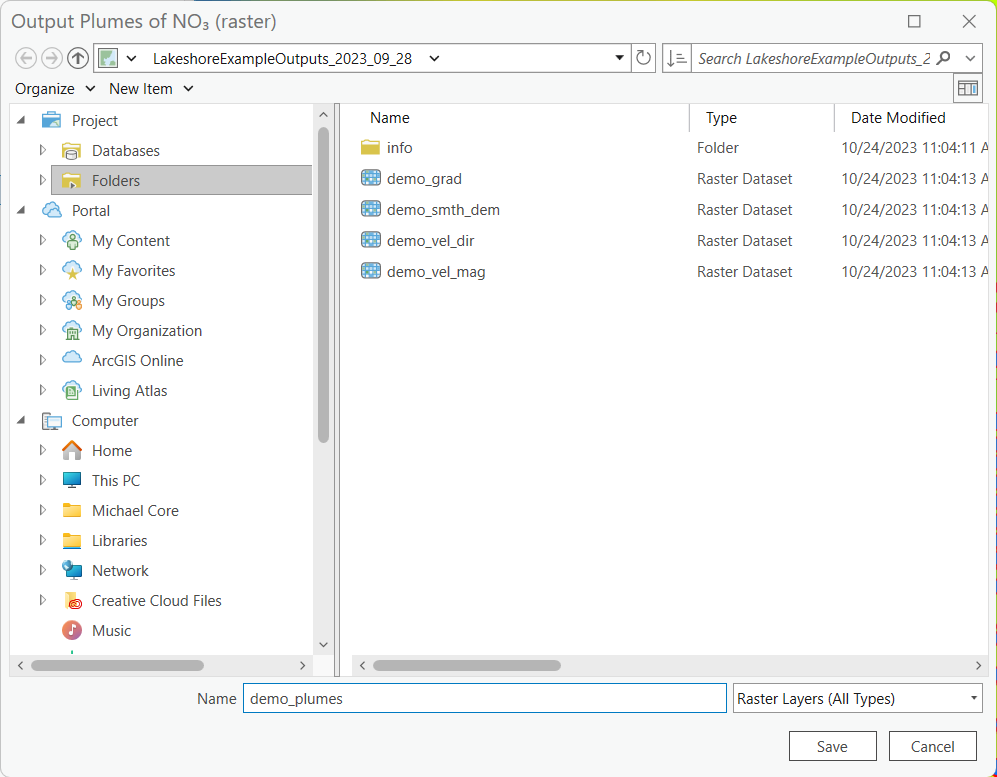 Output Plumes of NO₃ (raster)
LakeshoreExampleOutputs_2023_09_28
Search LakeshoreExampleOutputs_2
Organize New Item
Project
Databases
Folders
Portal
My Content
My Favorites
My Groups
My Organization
ArcGIS Online
Living Atlas
Computer
Home
This PC
Michael Core
Libraries
Network
Creative Cloud Files
Music
Name Type Date Modified
info Folder 10/24/2023 11:04:11 A
demo_grad Raster Dataset 10/24/2023 11:04:13 A
demo_smth_dem Raster Dataset 10/24/2023 11:04:13 A
demo_vel_dir Raster Dataset 10/24/2023 11:04:13 A
demo_vel_mag Raster Dataset 10/24/2023 11:04:13 A
Name demo_plumes Raster Layers (All Types)
Save Cancel